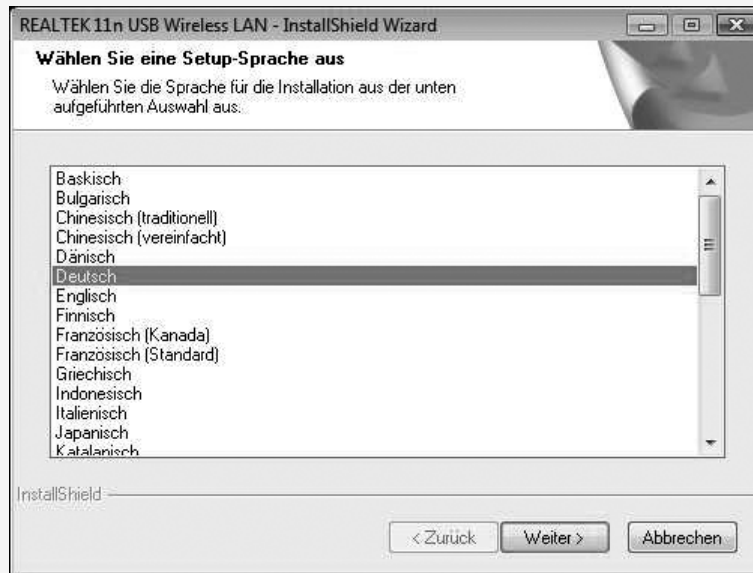 REALTEK 11n USB Wireless LAN - InstallShield Wizard
Wählen Sie eine Setup-Sprache aus
Wählen Sie die Sprache für die Installation aus der unten
aufgeführten Auswahl aus.
Baskisch
Bulgarisch
Chinesisch (traditionell)
Chinesisch (vereinfacht)
Dänisch
Deutsch
Englisch
Finnisch
Französisch (Kanada)
Französisch (Standard)
Griechisch
Indonesisch
Italienisch
Japanisch
Katalanisch
InstallShield
< Zurück
Weiter >
Abbrechen